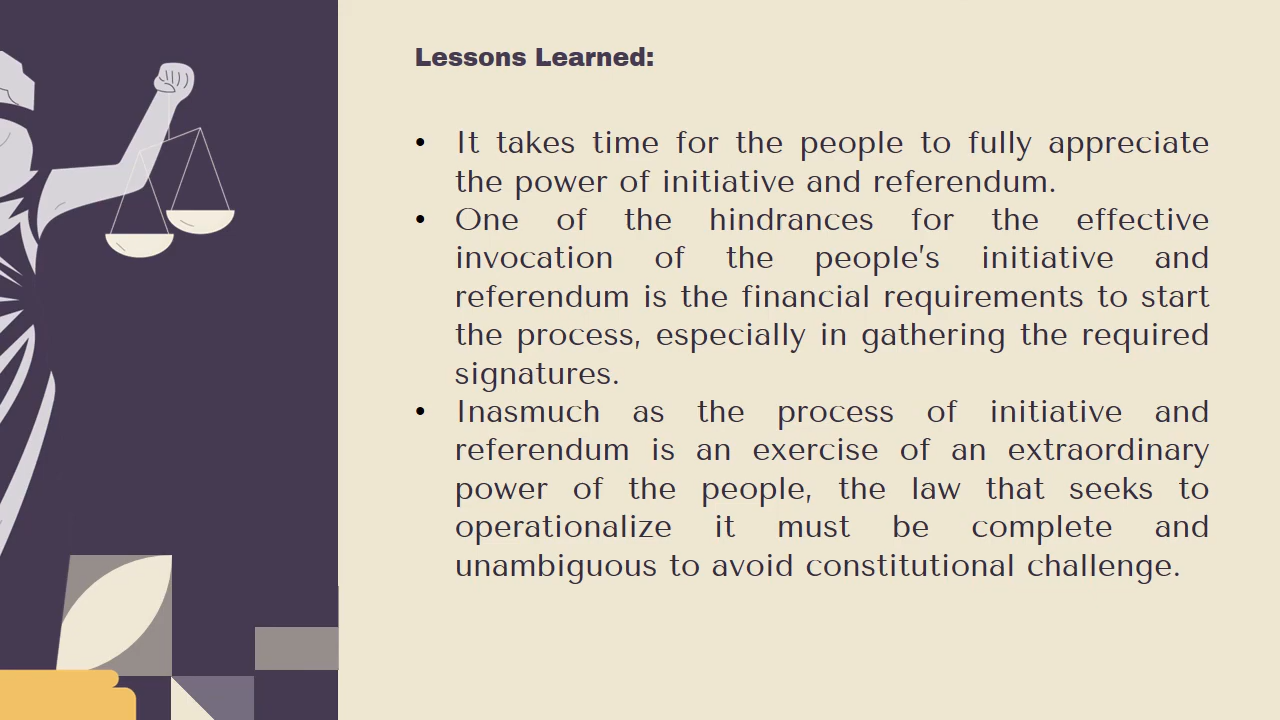 Lessons Learned:
• It takes time for the people to fully appreciate
the power of initiative and referendum.
• One of the hindrances for the effective
invocation of the people's initiative and
referendum is the financial requirements to start
the process, especially in gathering the required
signatures.
• Inasmuch as the process of initiative and
referendum is an exercise of an extraordinary
power of the people, the law that seeks to
operationalize it must be complete and
unambiguous to avoid constitutional challenge.